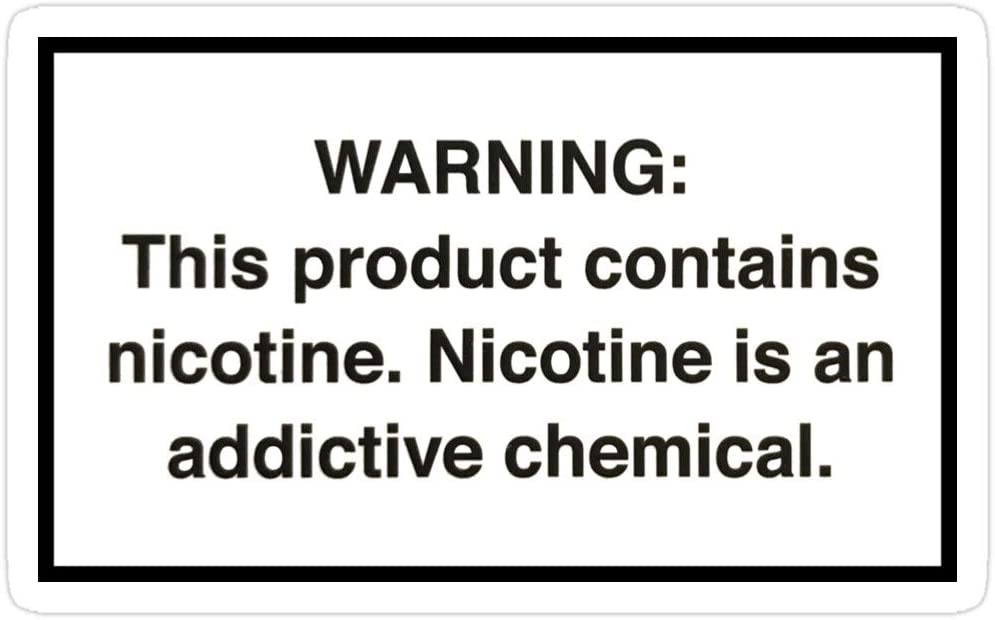 WARNING:
This product contains
nicotine. Nicotine is an
addictive chemical.